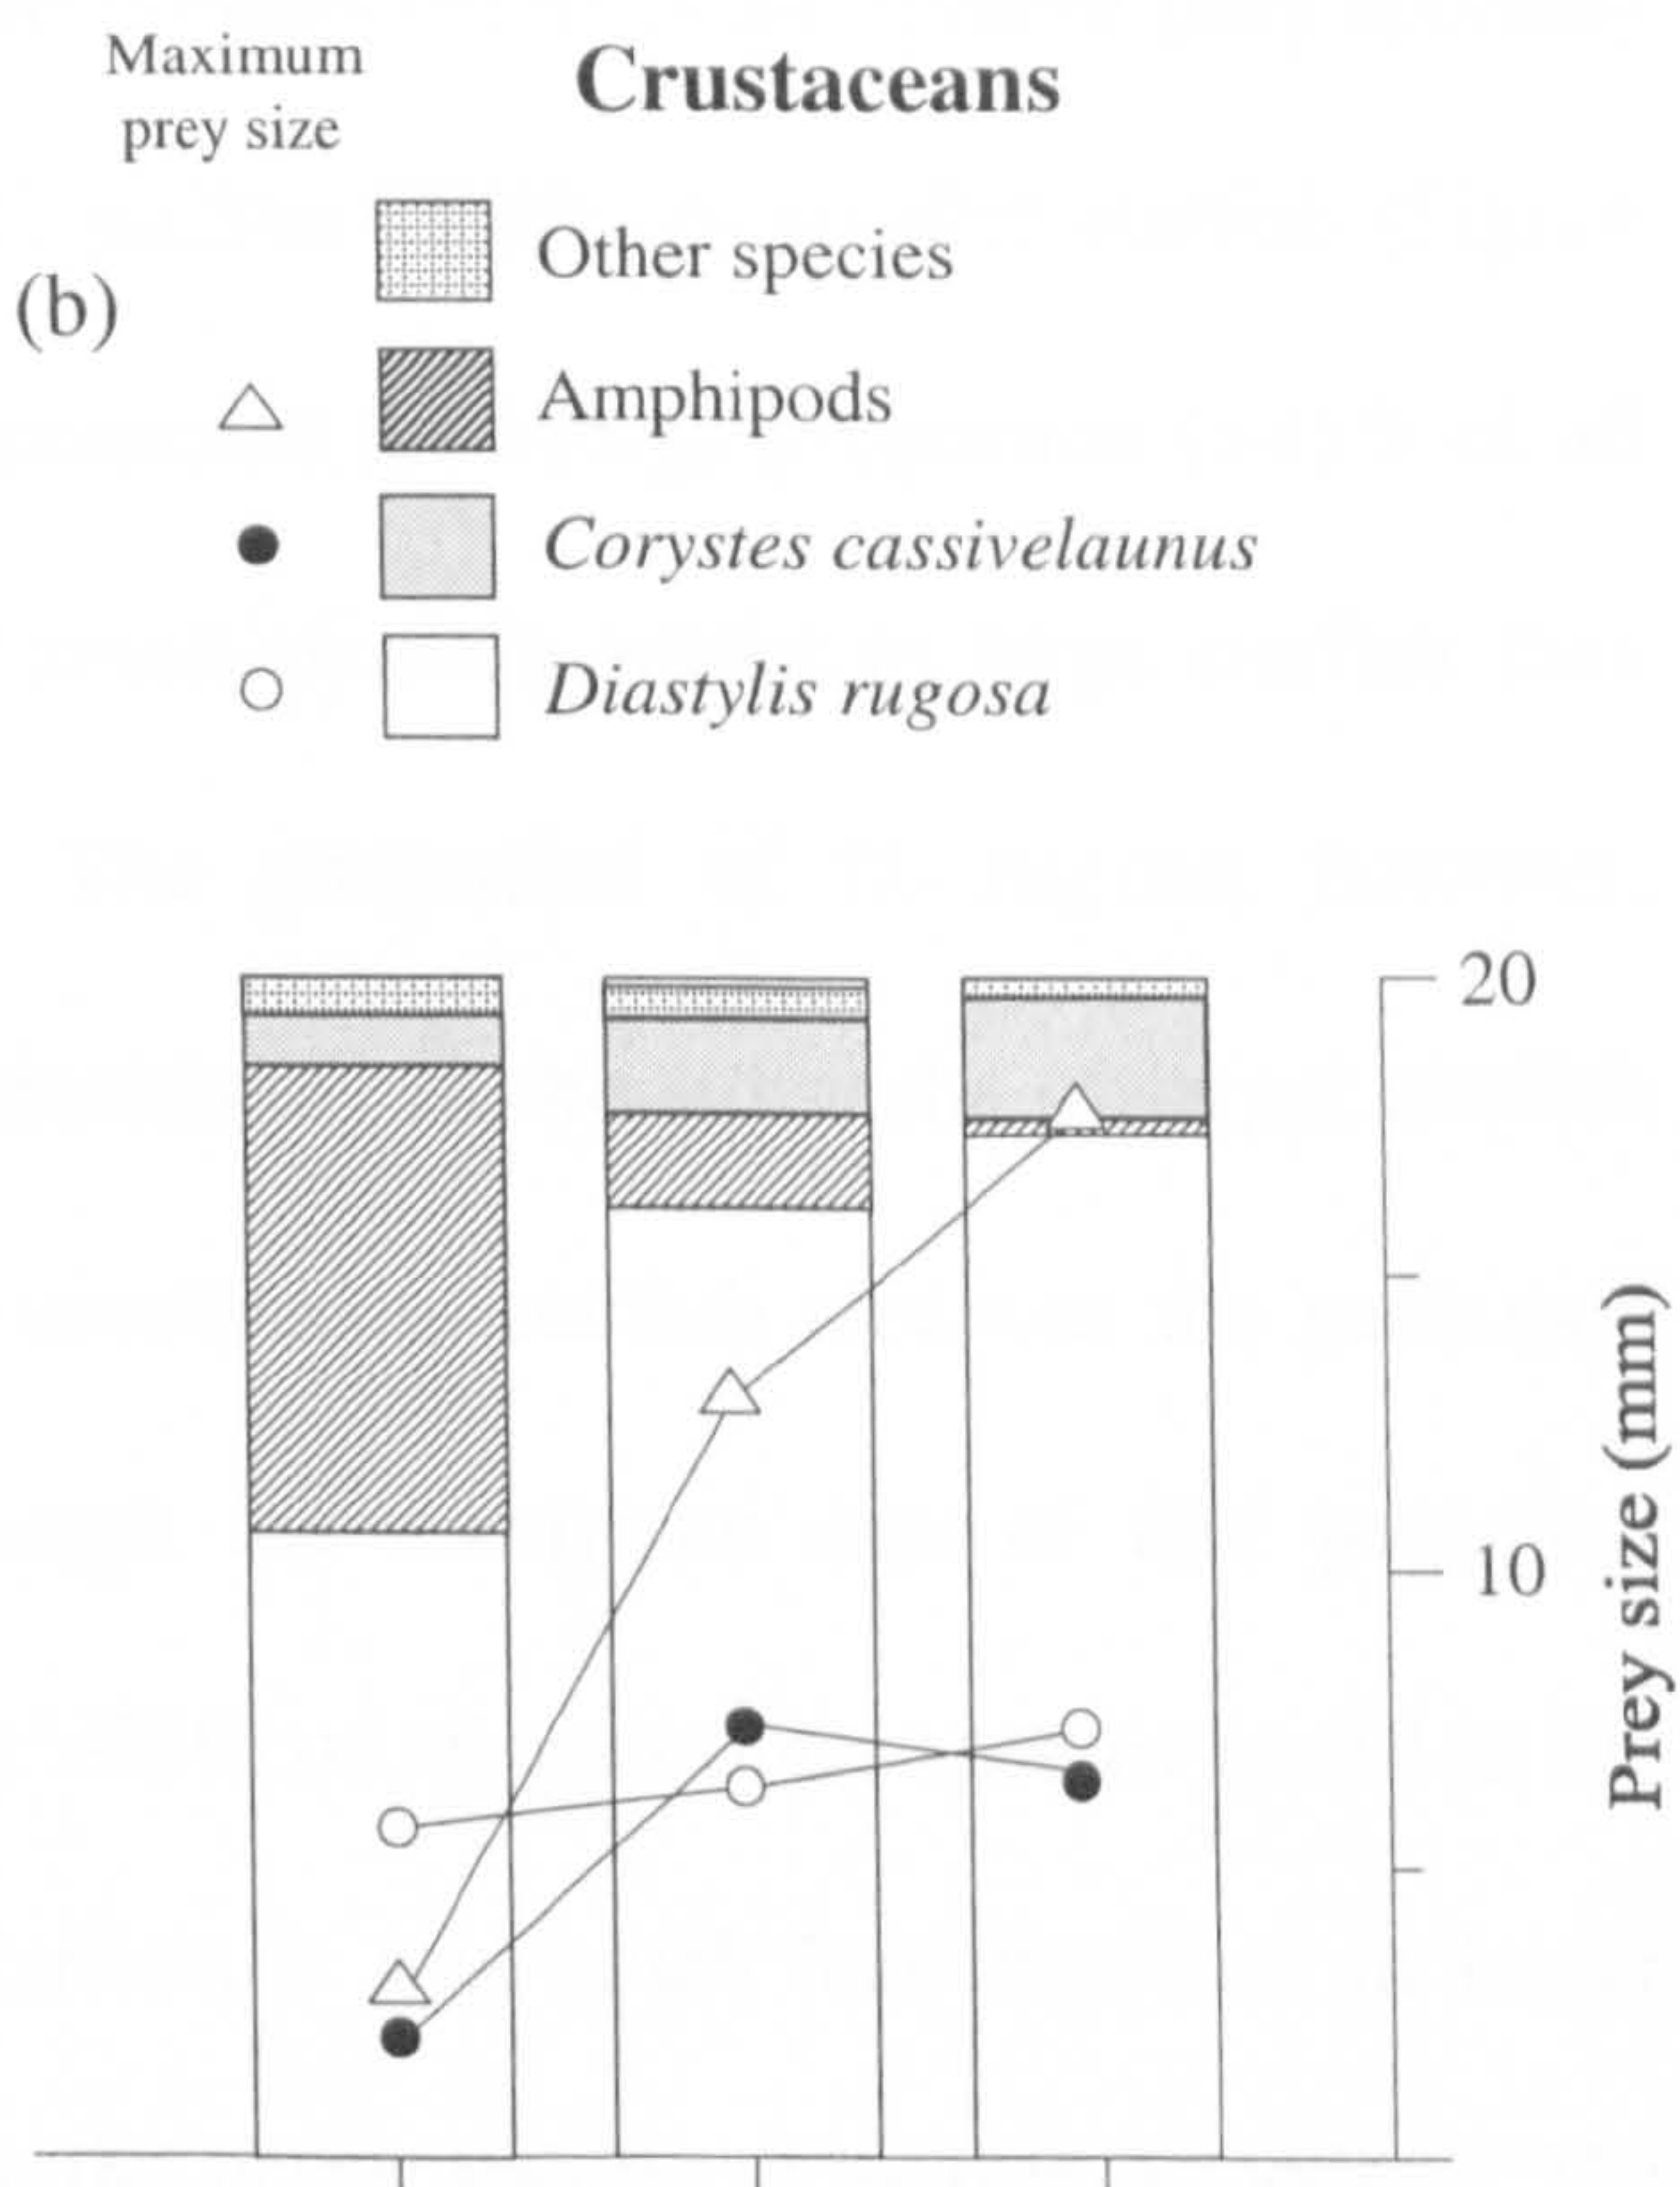 Maximum
prey size
Crustaceans
(b)
Other species
Amphipods
Corystes cassivelaunus
Diastylis rugosa
20
10
Prey size (mm)